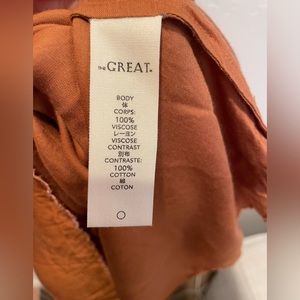 THE GREAT.
BODY
体
CORPS:
100%
VISCOSE
レーヨン
VISCOSE
CONTRAST
別布
CONTRASTE:
100%
COTTON
綿
COTON